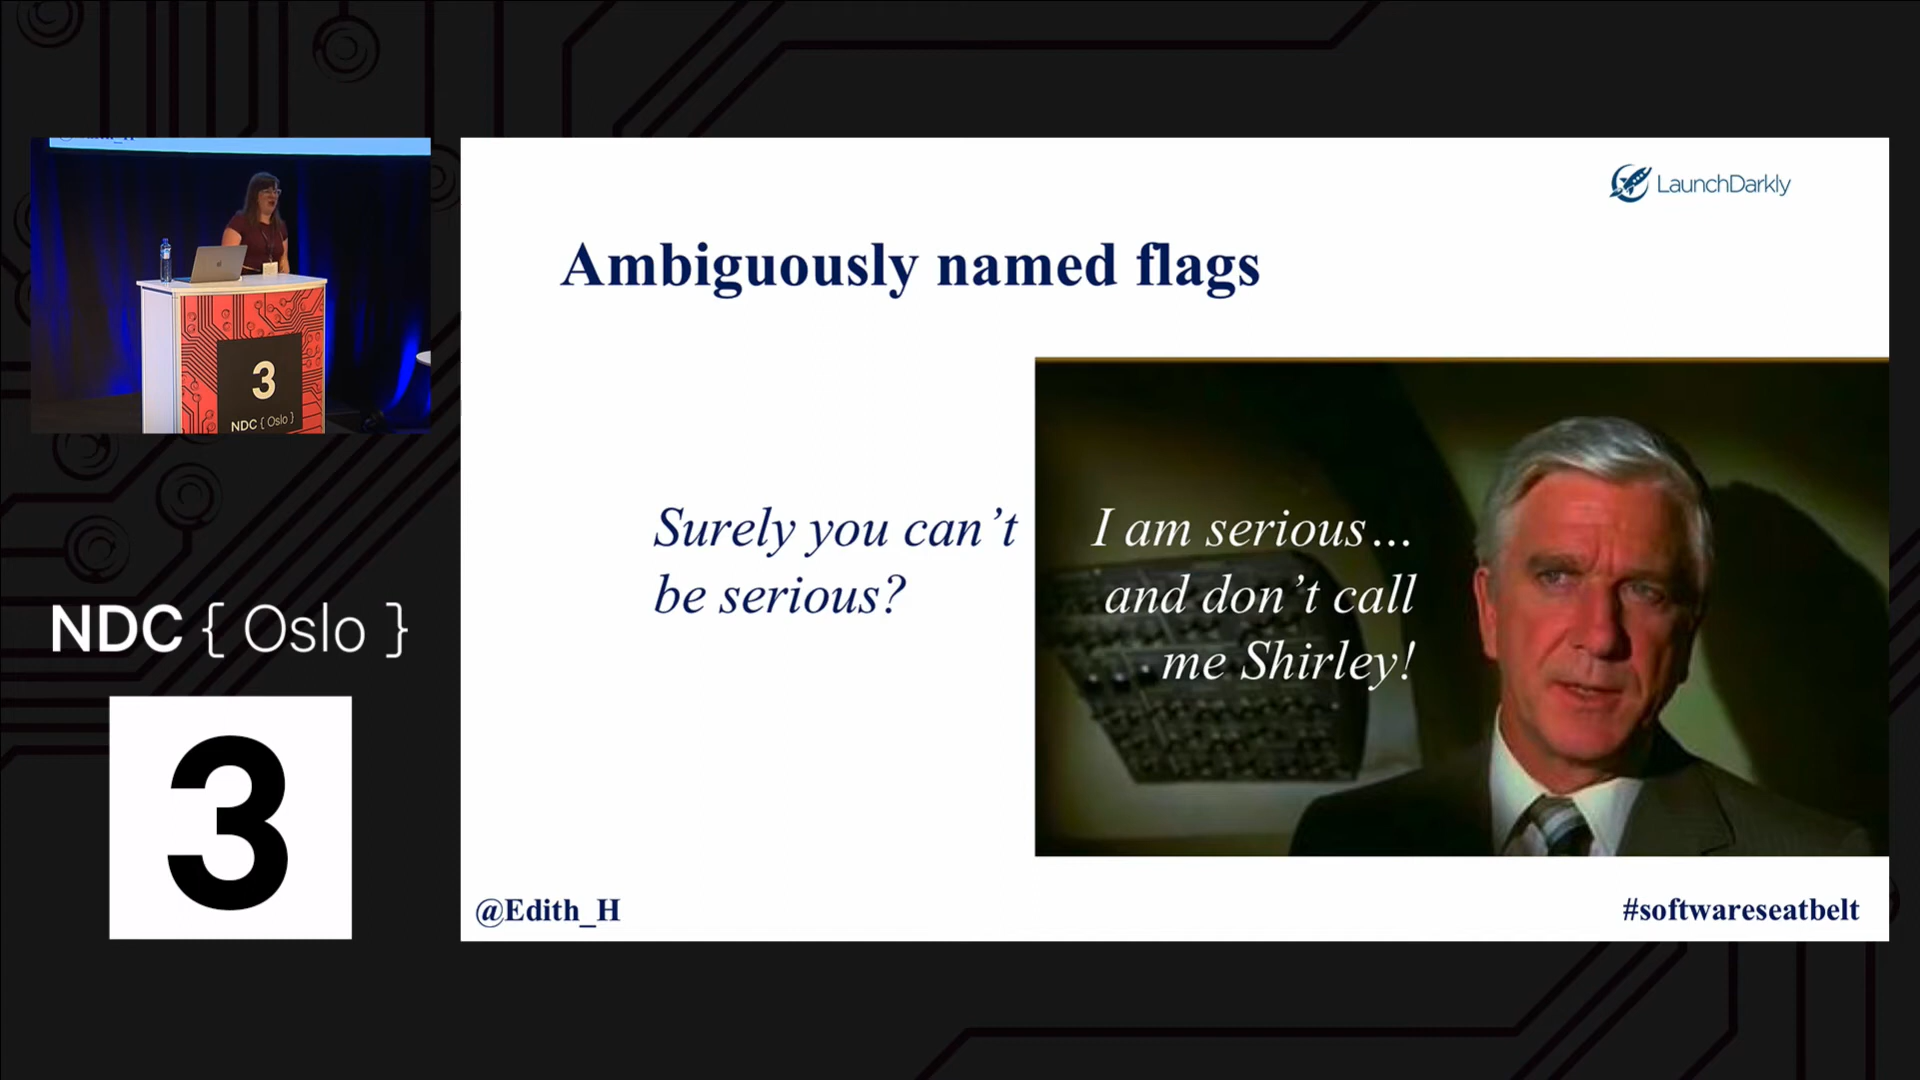 3
NDC { Oslo }
NDC { Oslo }
3
LaunchDarkly
Ambiguously named flags
Surely you can’t
be serious?
I am serious…
and don’t call
me Shirley!
@Edith_H
#softwareseatbelt